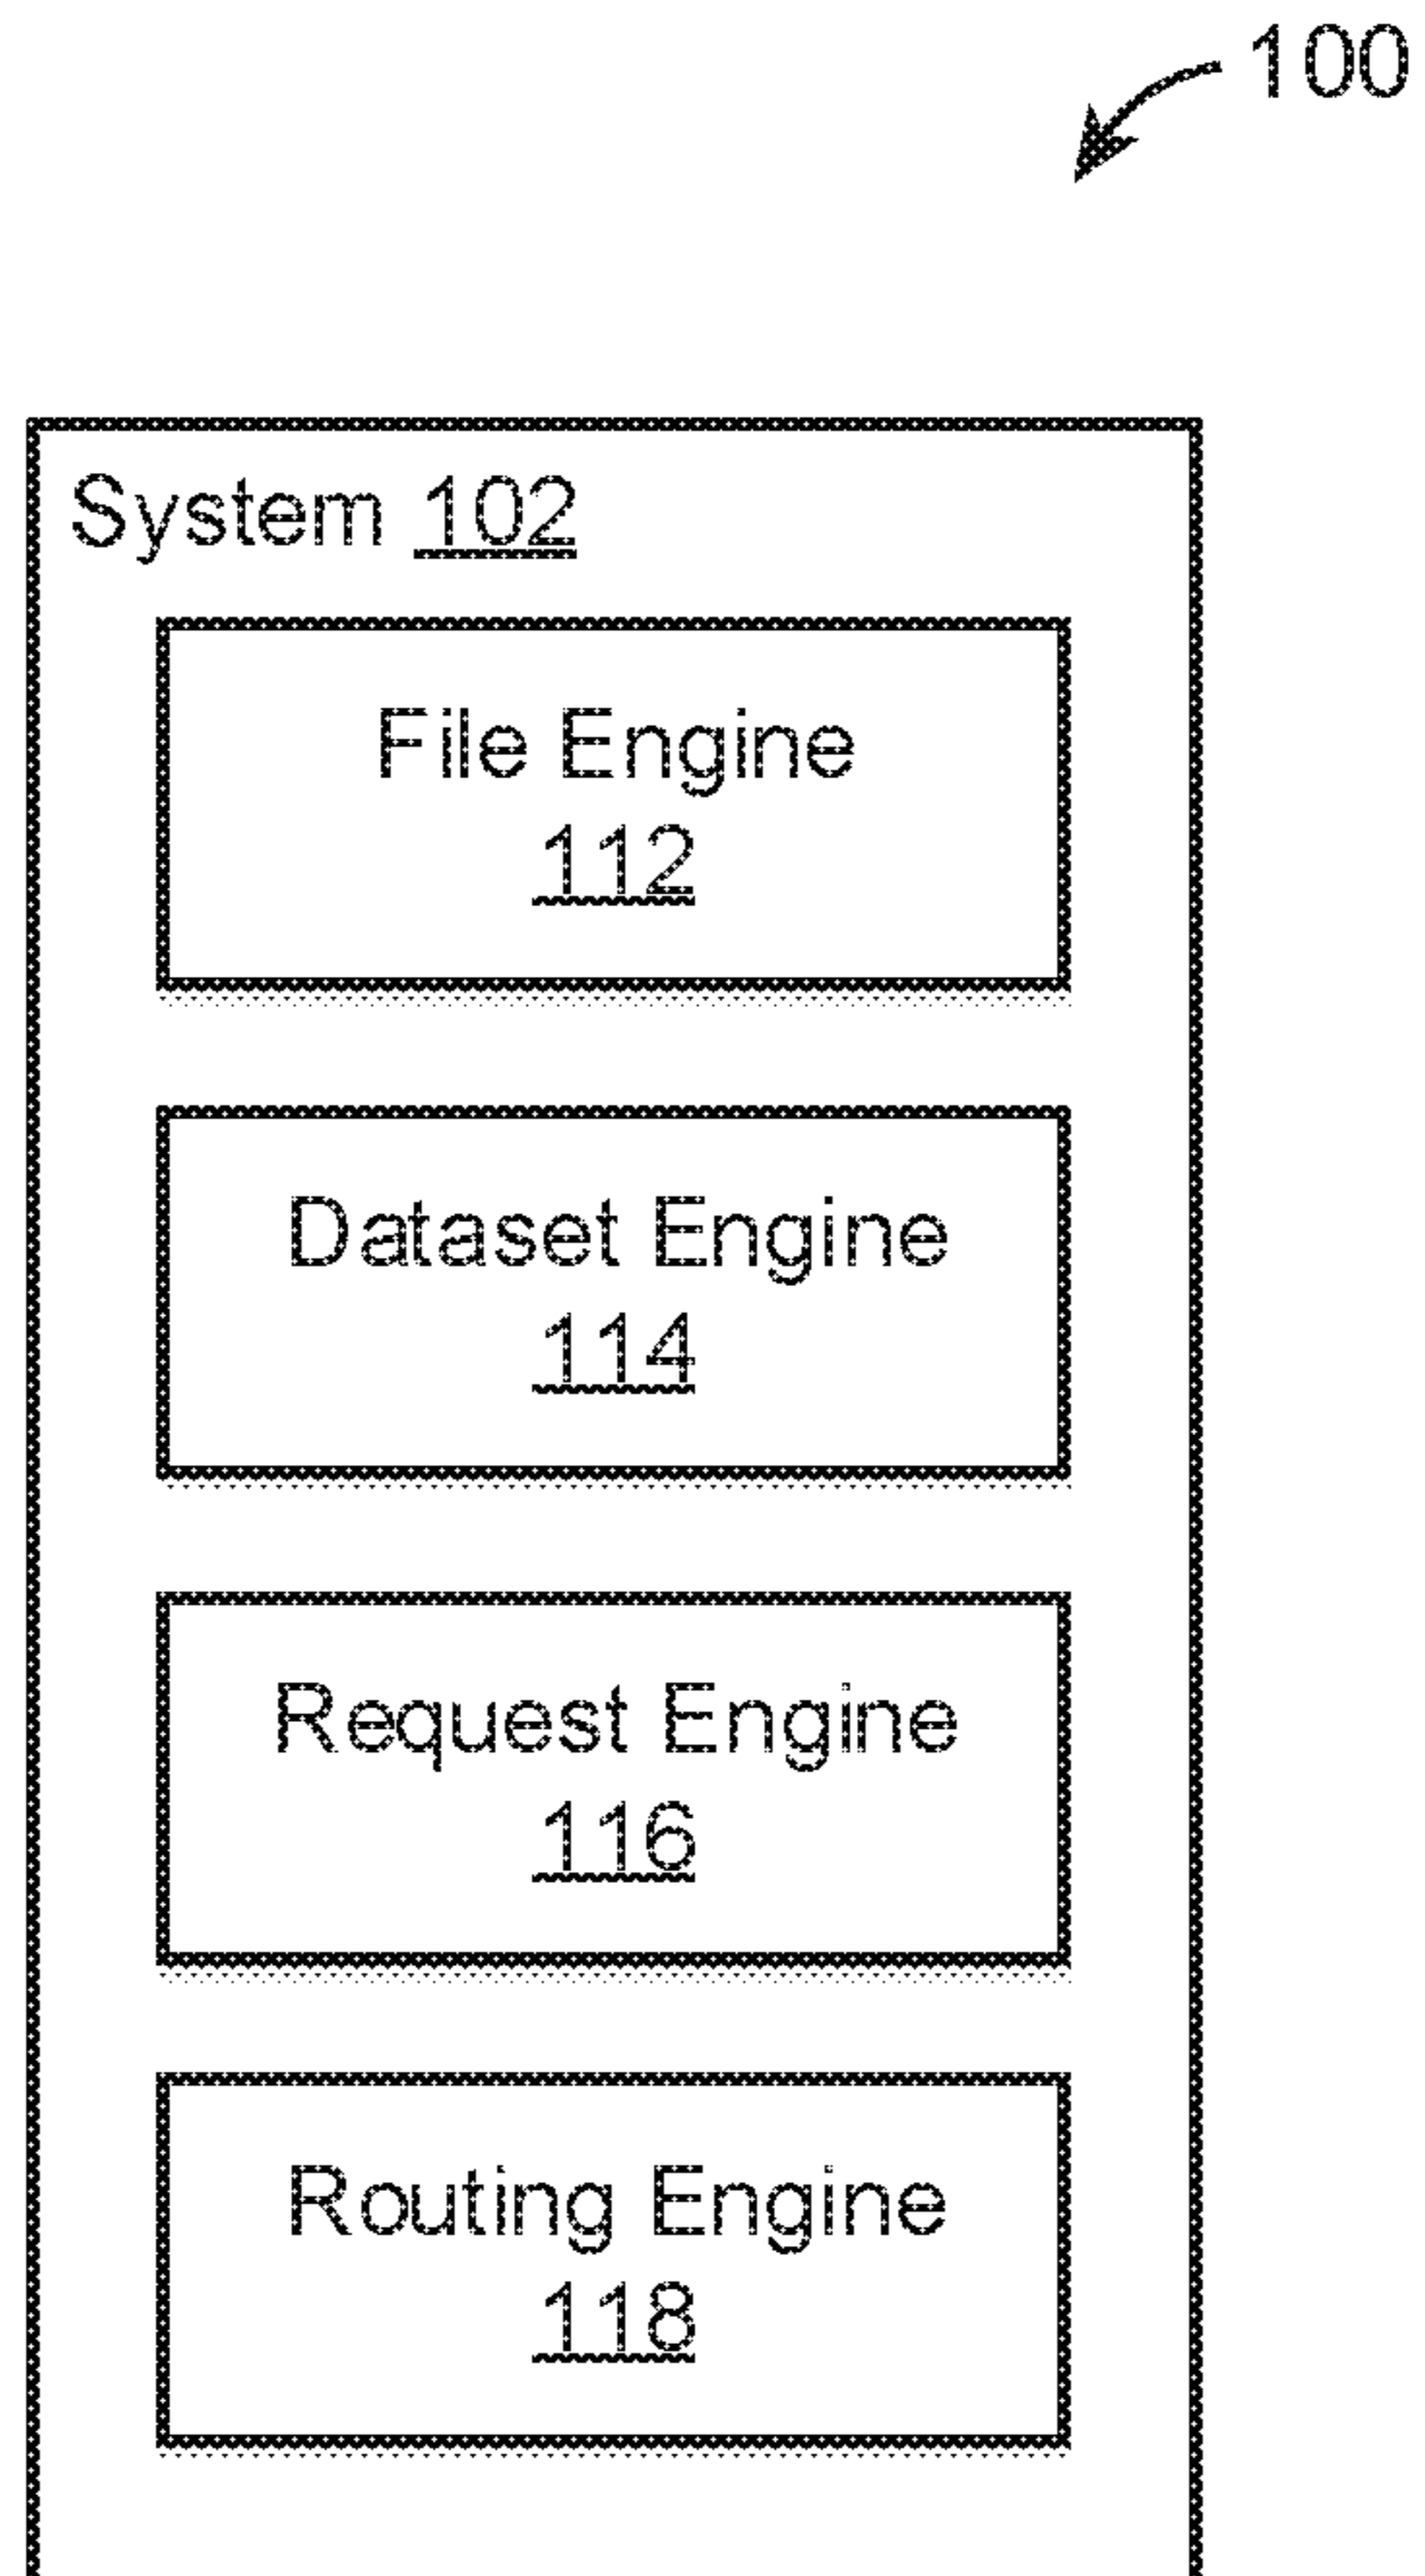 100
System 102
File Engine
112
Dataset Engine
114
Request Engine
116
Routing Engine
118